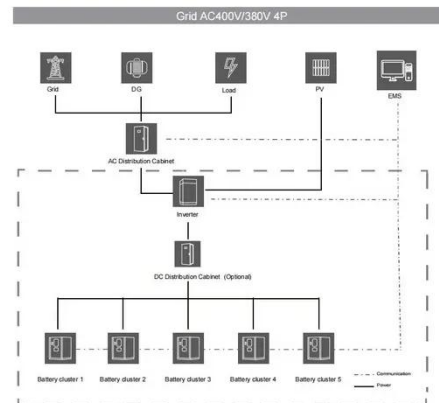 Grid AC400V/380V 4P
Grid
DG
Load
PV
EMS
AC Distribution Cabinet
Inverter
DC Distribution Cabinet (Optional)
Battery cluster 1
Battery cluster 2
Battery cluster 3
Battery cluster 4
Battery cluster 5
Communication
Power